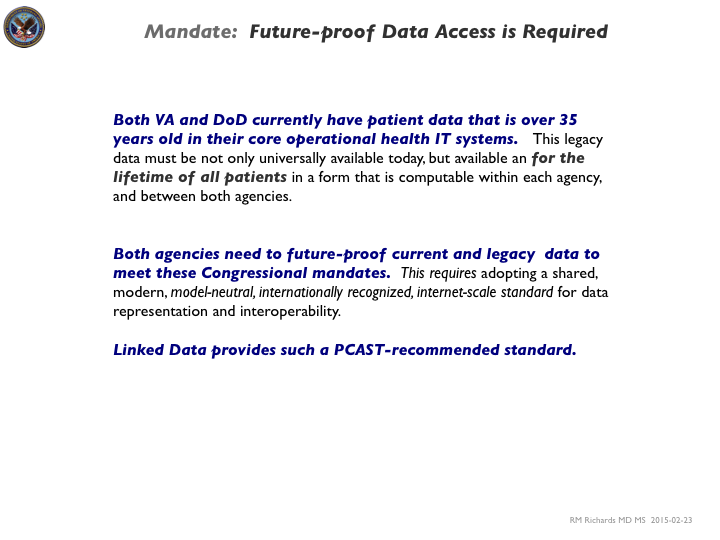 Mandate: Future-proof Data Access is Required
Both VA and DoD currently have patient data that is over 35
years old in their core operational health IT systems. This legacy
data must be not only universally available today, but available an for the
lifetime of all patients in a form that is computable within each agency,
and between both agencies.
Both agencies need to future-proof current and legacy data to
meet these Congressional mandates. This requires adopting a shared,
modern, model-neutral, internationally recognized, internet-scale standard for data
representation and interoperability.
Linked Data provides such a PCAST-recommended standard.
RM Richards MD MS 2015-02-23